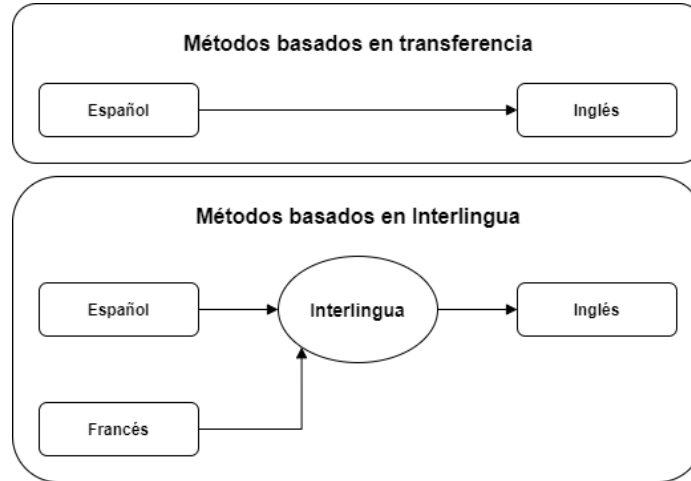 Métodos basados en transferencia
Español
Inglés
Métodos basados en Interlingua
Español
Interlingua
Inglés
Francés